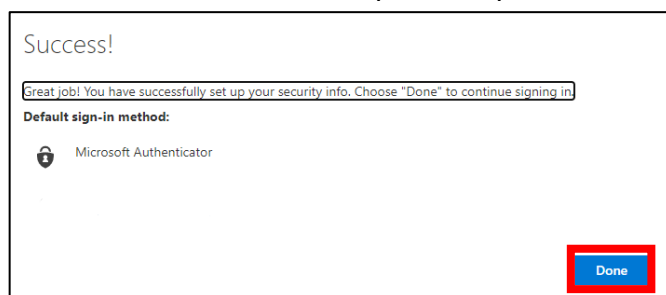 Success!
Great job! You have successfully set up your security info. Choose "Done" to continue signing in.
Default sign-in method:
Microsoft Authenticator
Done